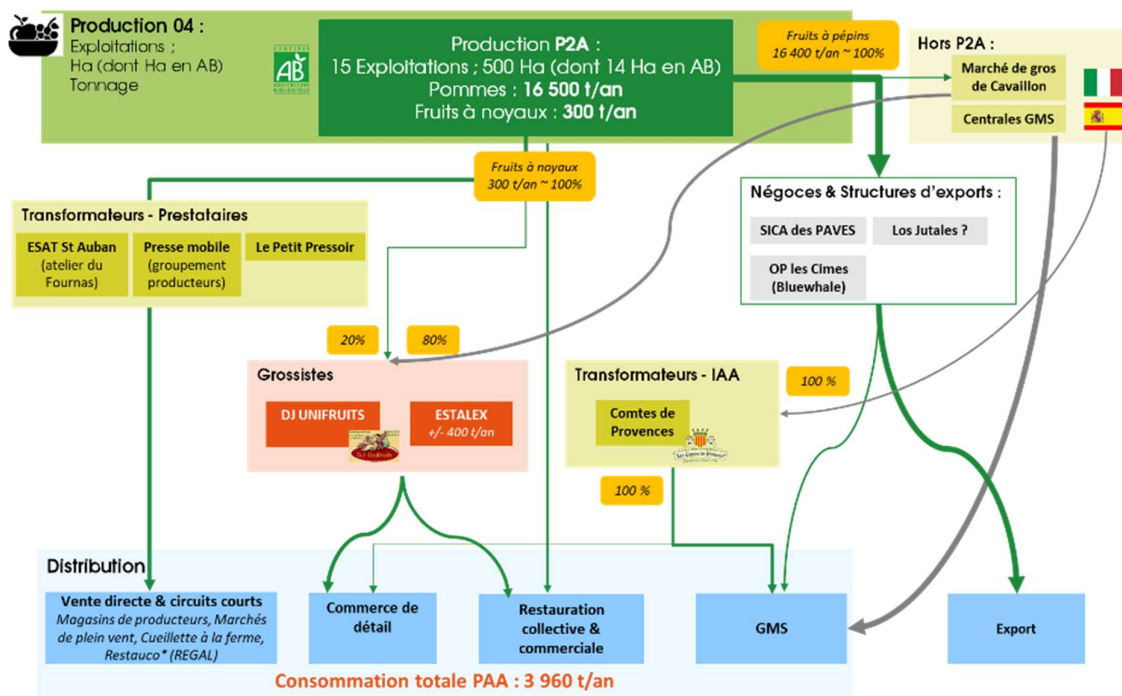 Production 04 :
Exploitations ;
Ha (dont Ha en AB)
Tonnage
AB
Production P2A :
15 Exploitations ; 500 Ha (dont 14 Ha en AB)
Pommes : 16 500 t/an
Fruits à noyaux : 300 t/an
Fruits à pépins
16 400 t/an ~ 100%
Hors P2A :
Marché de gros
de Cavaillon
Centrales GMS
Fruits à noyaux
300 t/an ~ 100%
Transformateurs - Prestataires
ESAT St Auban
(atelier du
Fournas)
Presse mobile
(groupement
producteurs)
Le Petit Pressoir
Négoces & Structures d'exports :
SICA des PAVES
Los Jutales ?
OP les Cimes
(Bluewhale)
20%
80%
Grossistes
DJ UNIFRUITS
ESTALEX
+/- 400 t/an
Transformateurs - IAA
Comtes de
Provences
100 %
100 %
Distribution
Vente directe & circuits courts
Magasins de producteurs, Marchés
de plein vent, Cueillette à la ferme,
Restauco* (REGAL)
Commerce de
détail
Restauration
collective &
commerciale
GMS
Export
Consommation totale PAA : 3 960 t/an